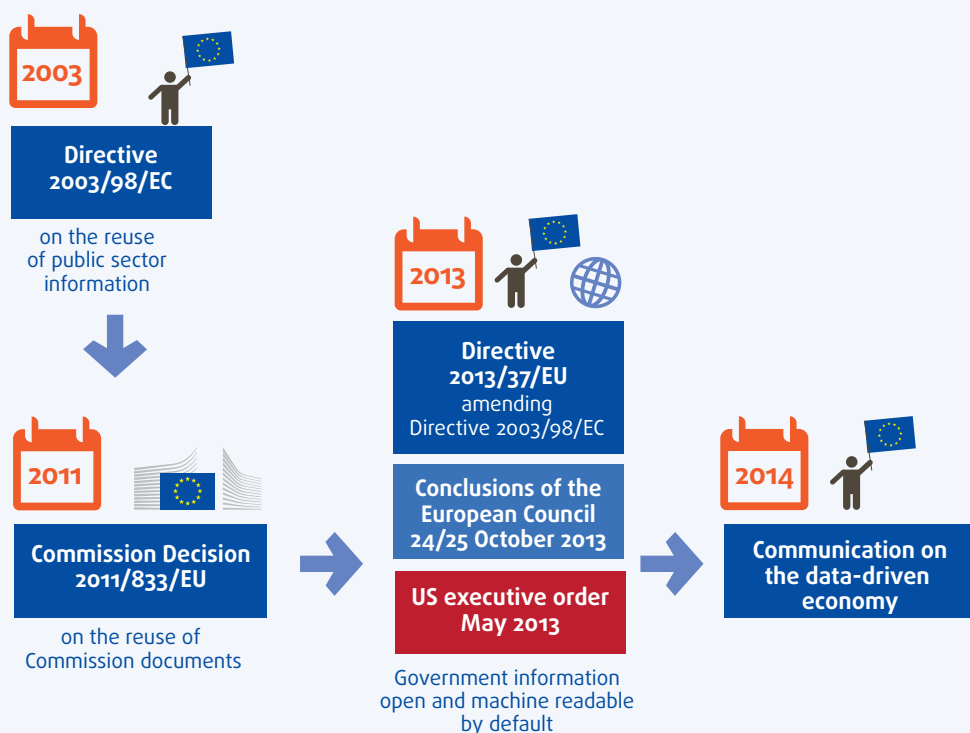 2003
Directive
2003/98/EC
on the reuse
of public sector
information
2011
Commission Decision
2011/833/EU
on the reuse of
Commission documents
2013
Directive
2013/37/EU
amending
Directive 2003/98/EC
Conclusions of the
European Council
24/25 October 2013
US executive order
May 2013
Government information
open and machine readable
by default
2014
Communication on
the data-driven
economy